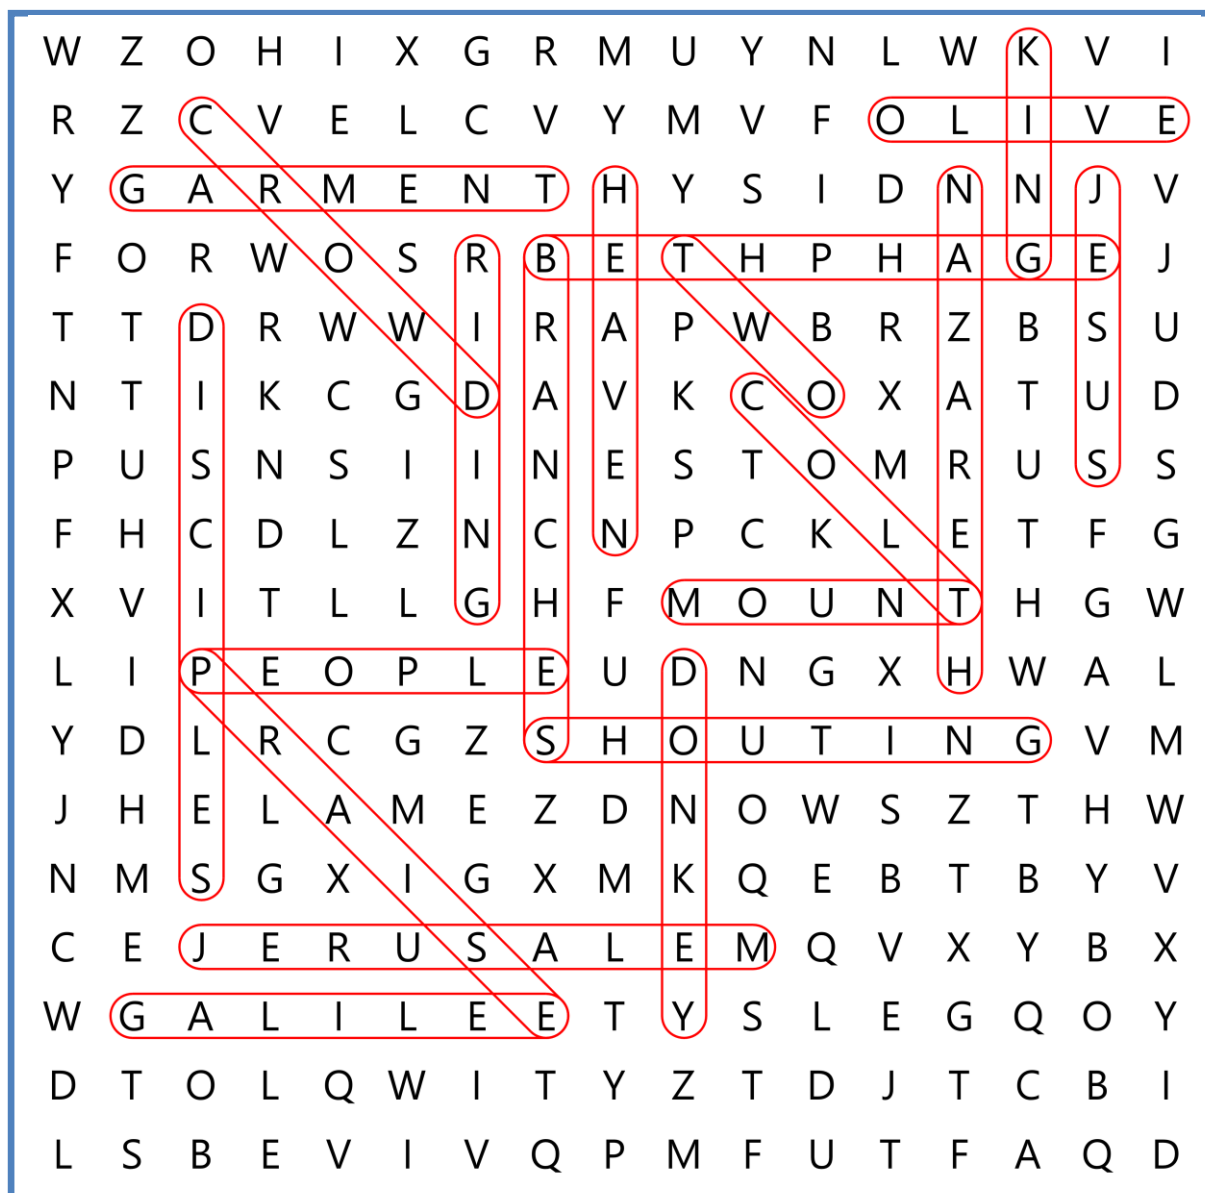 W Z O H I X G R M U Y N L W K V I
R Z C V E L C V Y M V F O L I V E
Y G A R M E N T H Y S I D N N J V
F O R W O S R B E T H P H A G E J
T T D R W W I R A P W B R Z B S U
N T I K C G D A V K C O X A T U D
P U S N S I I N E S T O M R U S S
F H C D L Z N C N P C K L E T F G
X V I T L L G H F M O U N T H G W
L I P E O P L E U D N G X H W A L
Y D L R C G Z S H O U T I N G V M
J H E L A M E Z D N O W S Z T H W
N M S G X I G X M K Q E B T B Y V
C E J E R U S A L E M Q V X Y B X
W G A L I L E E T Y S L E G Q O Y
D T O L Q W I T Y Z T D J T C B I
L S B E V I V Q P M F U T F A Q D